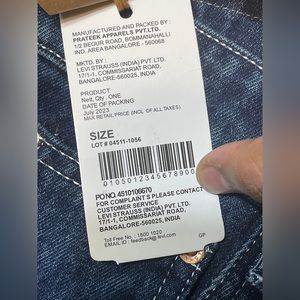 MANUFACTURED AND PACKED BY :
PRATEEK APPARELS PVT.LTD.
1/2 BEGUR ROAD, BOMMANAHALLI
IND. AREA BANGALORE - 560068
MKTD. BY :
LEVI STRAUSS (INDIA) PVT. LTD.
17/1-1, COMMISSARIAT ROAD,
BANGALORE-560025, INDIA
PRODUCT
Nett. Qty : ONE
DATE OF PACKING
July 2023
MAX RETAIL PRICE (INCL. OF ALL TAXES)
SIZE
LOT # 04511-1056
0105012345678900
PO NO. 4510106670
FOR COMPLAINTS PLEASE CONTACT
CUSTOMER SERVICE
LEVI STRAUSS (INDIA) PVT. LTD.
17/1-1, COMMISSARIAT ROAD,
BANGALORE-560025, INDIA
Toll Free No. : 1800 1020
EMAIL ID : feedback@levi.com
GP